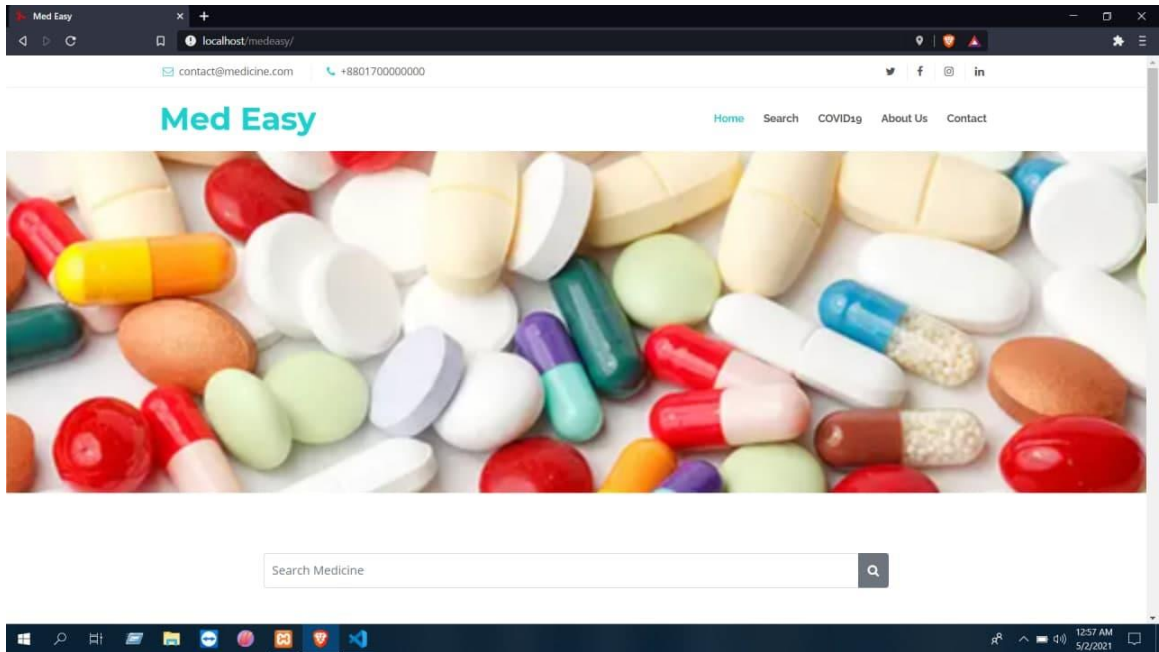 Med Easy
localhost/medeasy/
contact@medicine.com +8801700000000
Med Easy
Home Search COVID19 About Us Contact
Search Medicine
12:57 AM
5/2/2021